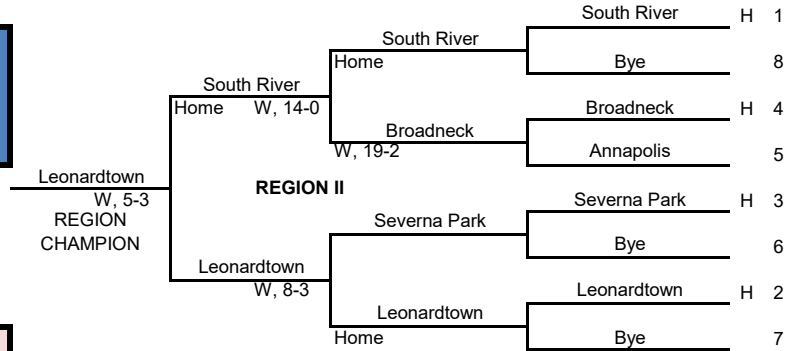 South River H 1
South River
Home
Bye 8
South River
Home W, 14-0
Broadneck H 4
Broadneck
W, 19-2
Annapolis 5
Leonardtown
W, 5-3
REGION
CHAMPION
REGION II
Severna Park H 3
Severna Park
Bye 6
Leonardtown
W, 8-3
Leonardtown H 2
Leonardtown
Home
Bye 7